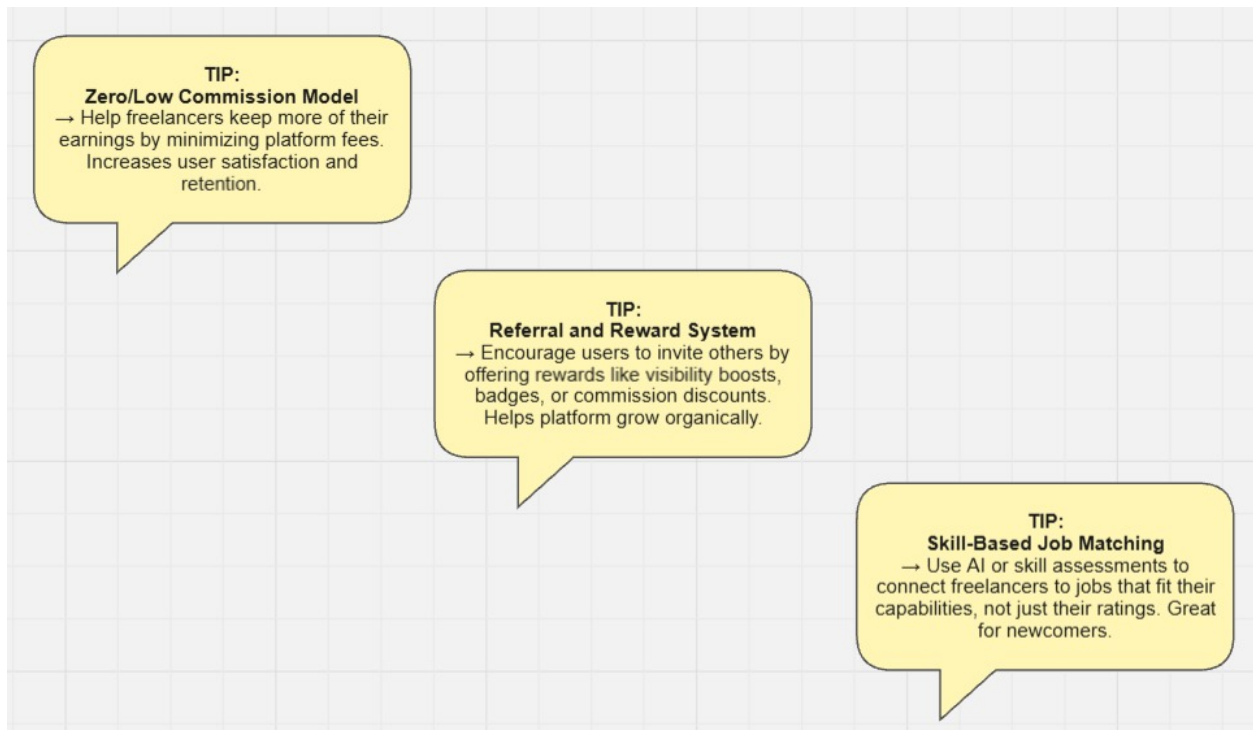 TIP:
Zero/Low Commission Model
→ Help freelancers keep more of their
earnings by minimizing platform fees.
Increases user satisfaction and
retention.
TIP:
Referral and Reward System
→ Encourage users to invite others by
offering rewards like visibility boosts,
badges, or commission discounts.
Helps platform grow organically.
TIP:
Skill-Based Job Matching
→ Use AI or skill assessments to
connect freelancers to jobs that fit their
capabilities, not just their ratings. Great
for newcomers.